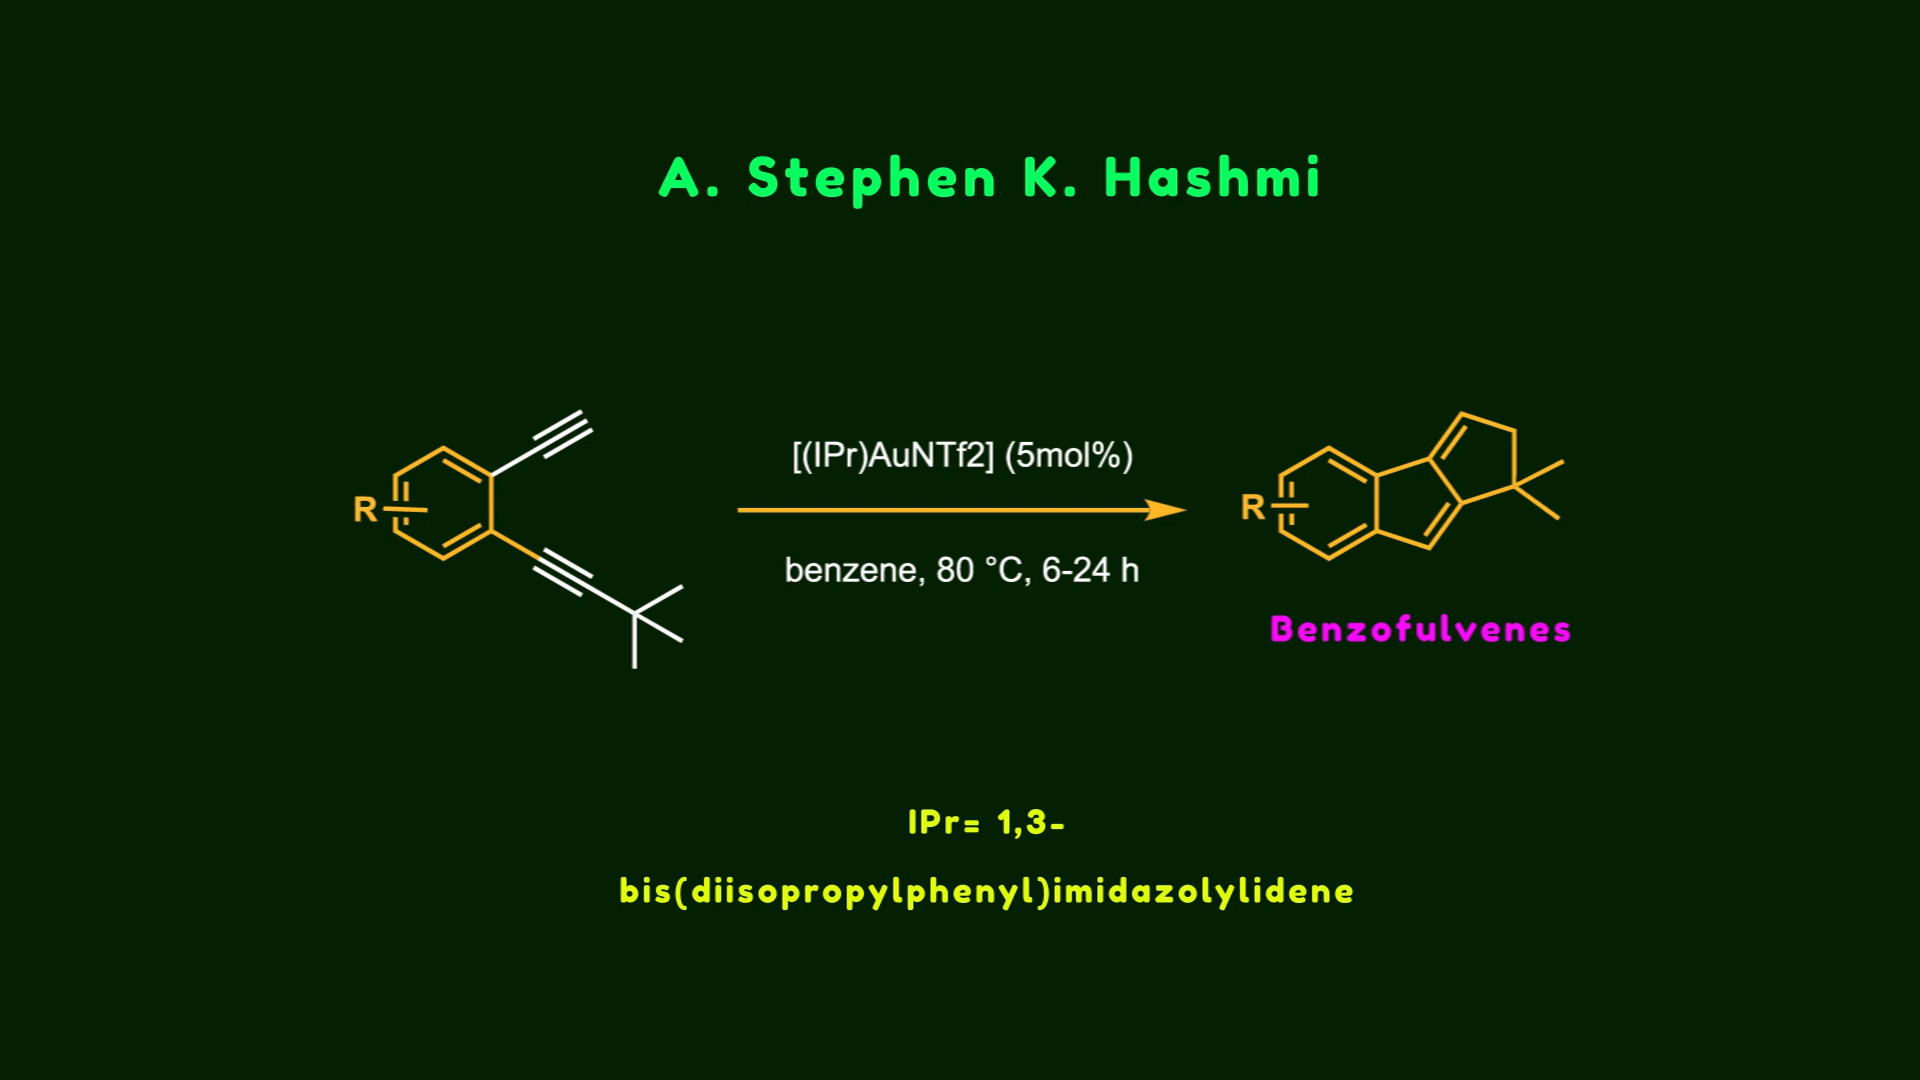 A. Stephen K. Hashmi
[(IPr)AuNTf2] (5mol%)
R
R
benzene, 80 °C, 6-24 h
Benzofulvenes
IPr= 1,3-
bis(diisopropylphenyl)imidazolylidene